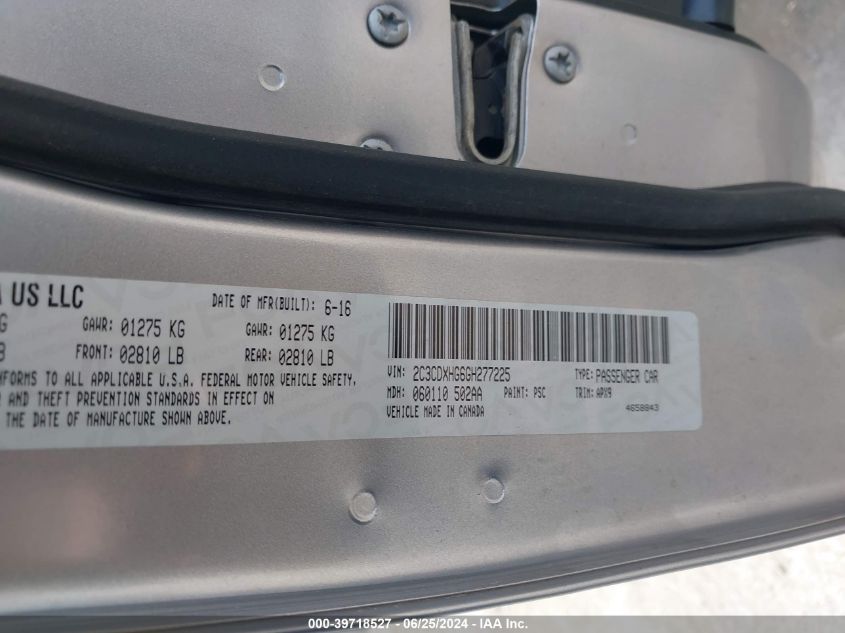 US LLC
DATE OF MFR(BUILT): 6-16
G GAWR: 01275 KG GAWR: 01275 KG
B FRONT: 02810 LB REAR: 02810 LB
NFORMS TO ALL APPLICABLE U.S.A. FEDERAL MOTOR VEHICLE SAFETY,
AND THEFT PREVENTION STANDARDS IN EFFECT ON
THE DATE OF MANUFACTURE SHOWN ABOVE.
VIN: 2C3CDXHG6GH277225 TYPE: PASSENGER CAR
MDH: 060110 502AA PAINT: PSC TRIM: APX9
VEHICLE MADE IN CANADA 4658843
000-39718527 - 06/25/2024 - IAA Inc.